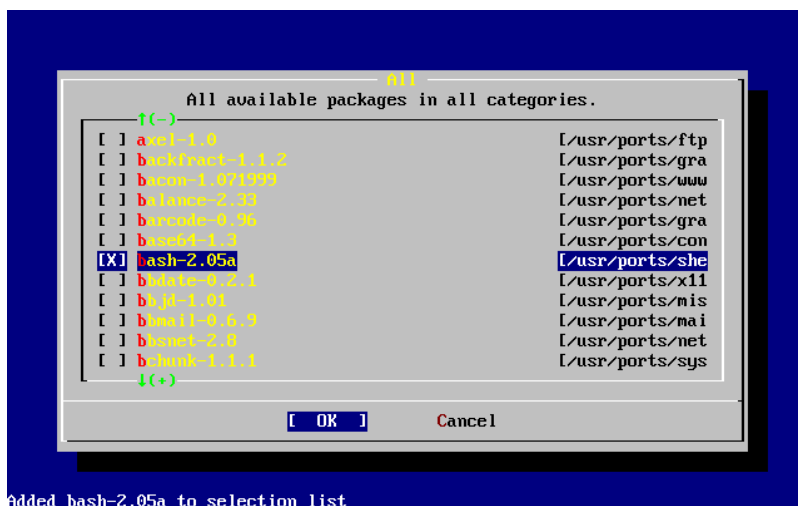 All
All available packages in all categories.
↑(-)
[ ] axel-1.0 [/usr/ports/ftp
[ ] backfract-1.1.2 [/usr/ports/gra
[ ] bacon-1.071999 [/usr/ports/www
[ ] balance-2.33 [/usr/ports/net
[ ] barcode-0.96 [/usr/ports/gra
[ ] base64-1.3 [/usr/ports/con
[X] bash-2.05a [/usr/ports/she
[ ] bbdate-0.2.1 [/usr/ports/x11
[ ] bbjd-1.01 [/usr/ports/mis
[ ] bbmail-0.6.9 [/usr/ports/mai
[ ] bbsnet-2.8 [/usr/ports/net
[ ] bchunk-1.1.1 [/usr/ports/sys
↓(+)
[ OK ] Cancel
Added bash-2.05a to selection list